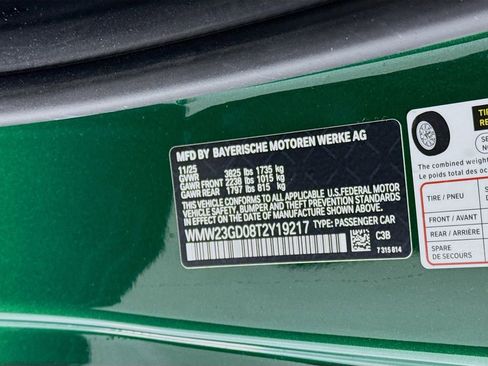 MFD BY BAYERISCHE MOTOREN WERKE AG
11/25
GVWR 3825 lbs 1735 kg
GAWR FRONT 2238 lbs 1015 kg
GAWR REAR 1797 lbs 815 kg
THIS VEHICLE CONFORMS TO ALL APPLICABLE U.S. FEDERAL MOTOR
VEHICLE SAFETY, BUMPER, AND THEFT PREVENTION STANDARDS IN
EFFECT ON THE DATE OF MANUFACTURE SHOWN ABOVE.
WMW23GD08T2Y19217 TYPE: PASSENGER CAR
C3B
7 315 814
The combined weight
Le poids total des oc
TIRE / PNEU
FRONT / AVANT
REAR / ARRIÈRE
SPARE
DE SECOURS